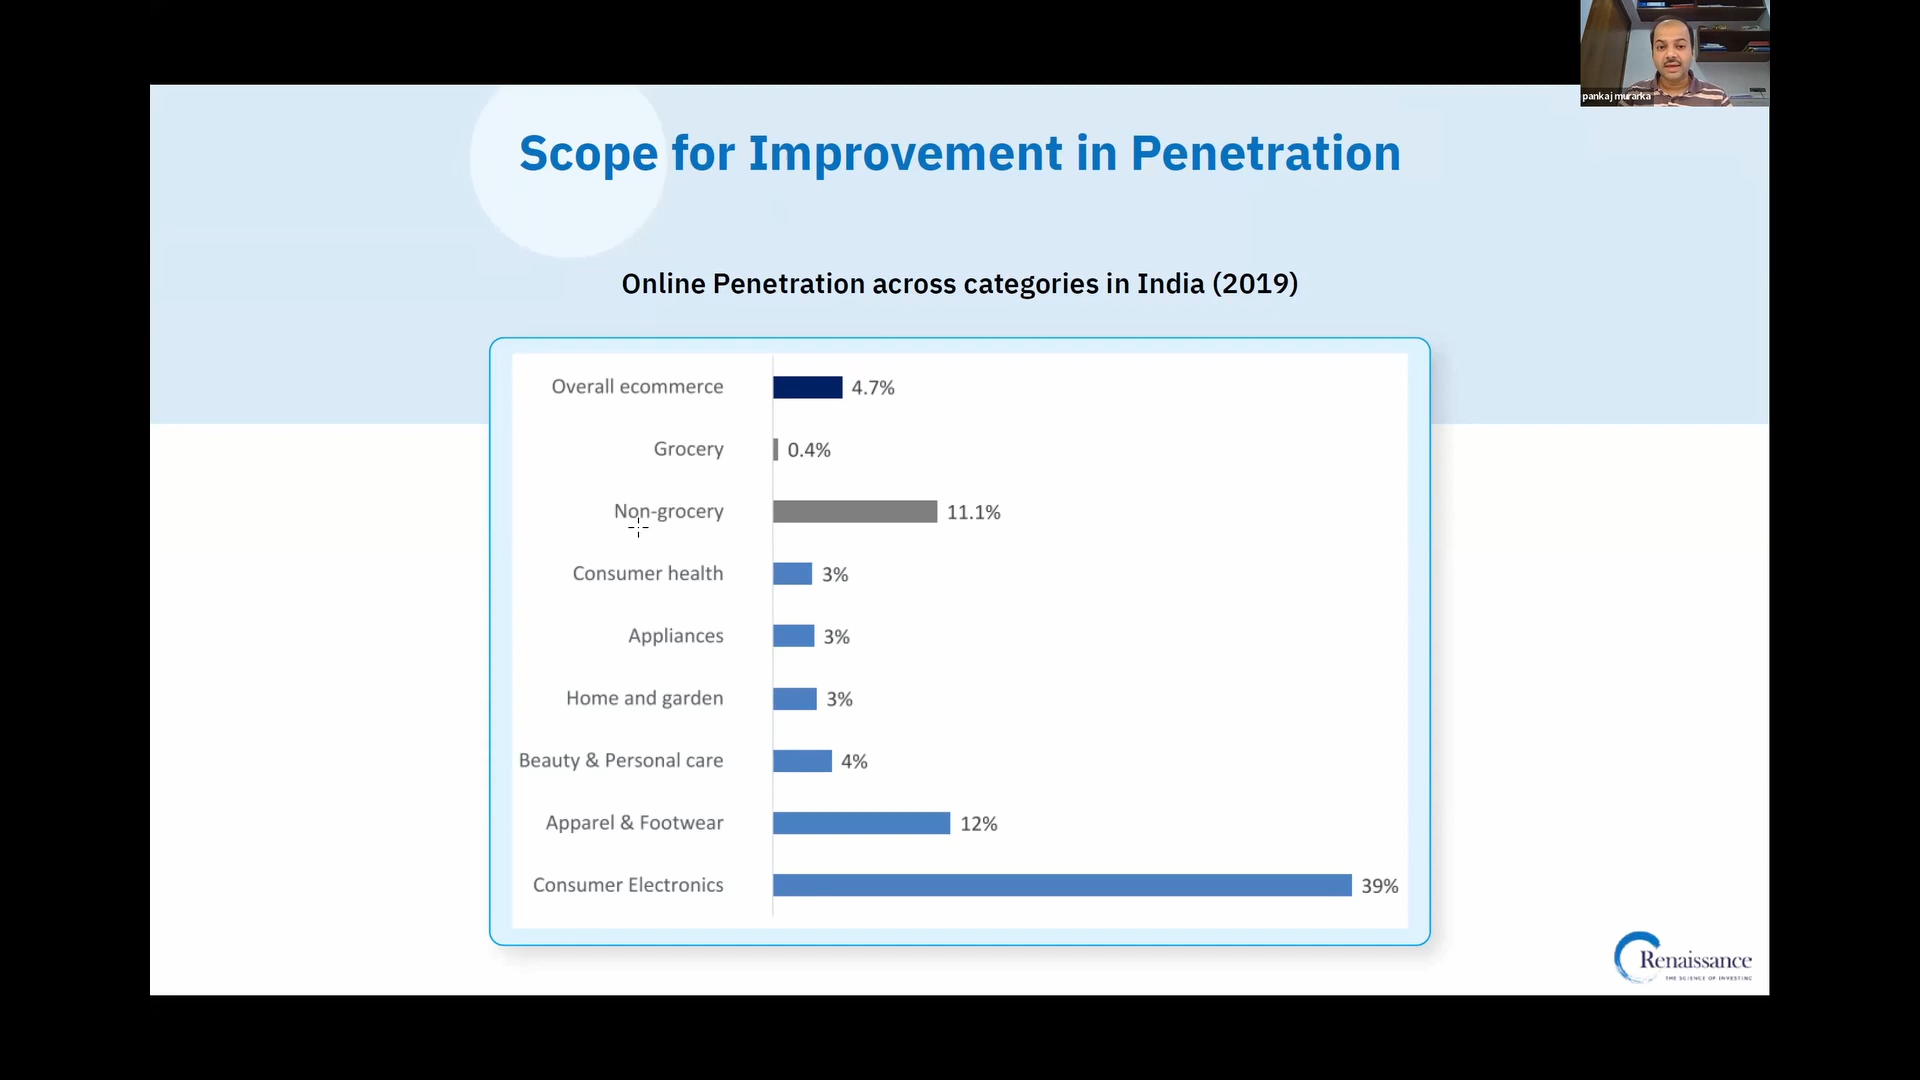 pankaj murarka
Scope for Improvement in Penetration
Online Penetration across categories in India (2019)
Overall ecommerce 4.7%
Grocery 0.4%
Non-grocery 11.1%
Consumer health 3%
Appliances 3%
Home and garden 3%
Beauty & Personal care 4%
Apparel & Footwear 12%
Consumer Electronics 39%
Renaissance
THE SCIENCE OF INVESTING